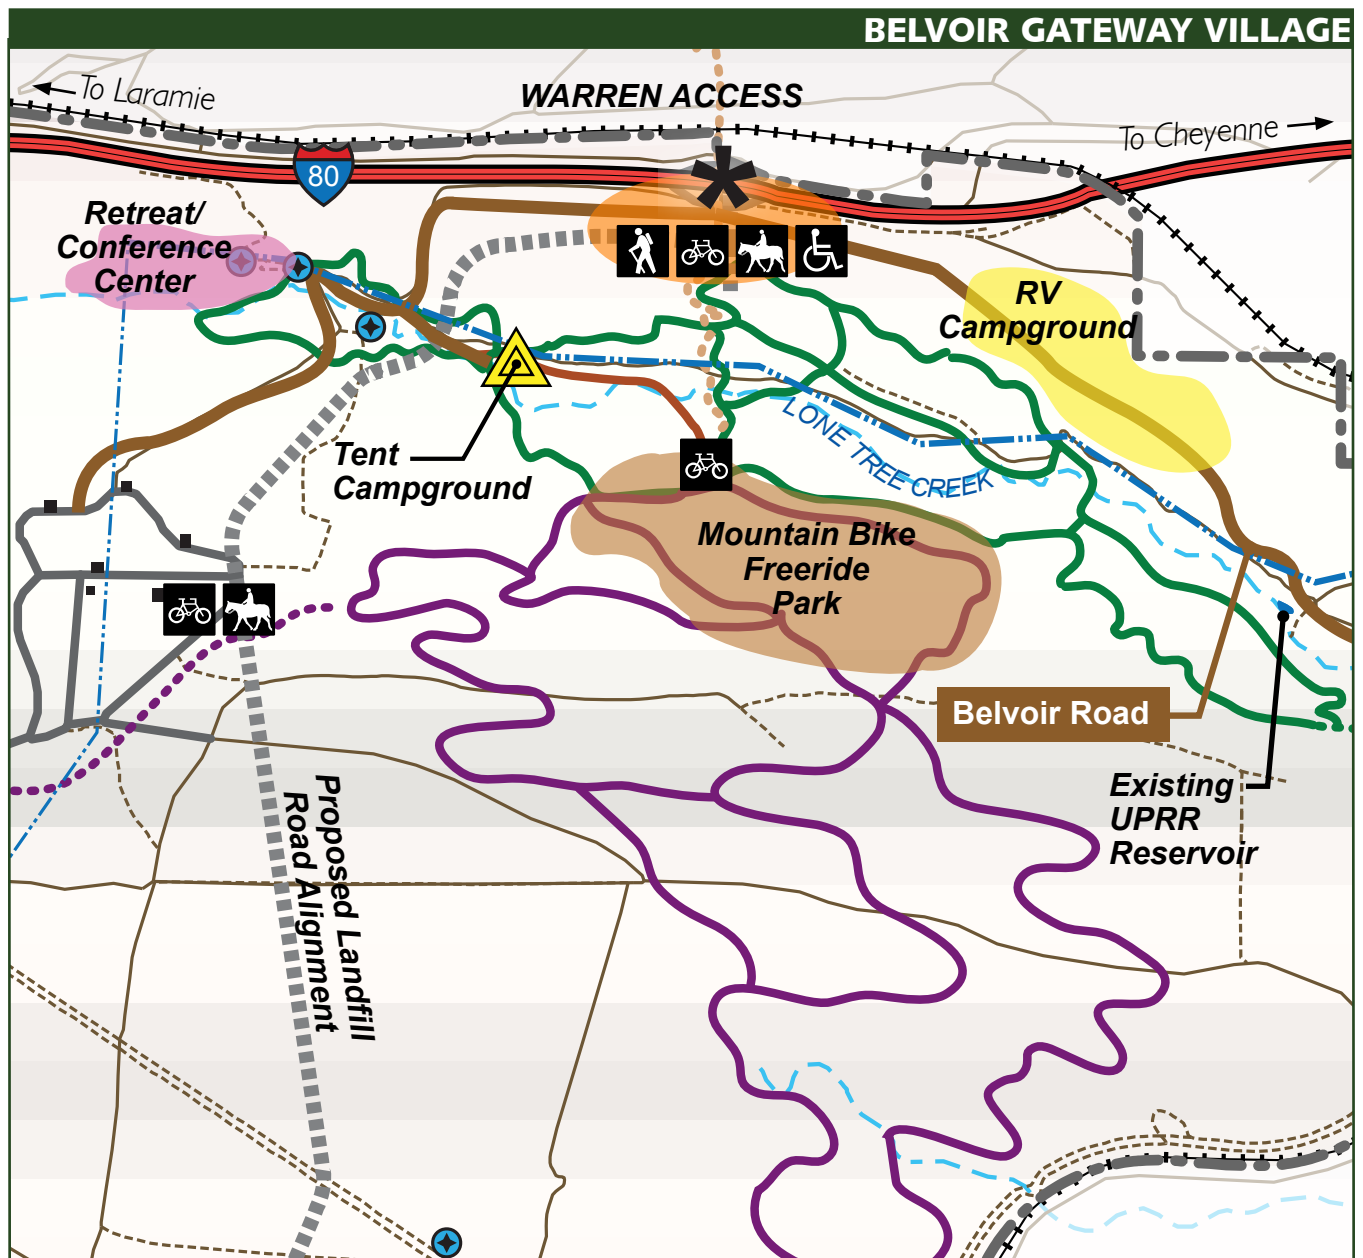 BELVOIR GATEWAY VILLAGE
To Laramie
WARREN ACCESS
To Cheyenne
80
Retreat/
Conference
Center
RV
Campground
LONE TREE CREEK
Tent
Campground
Mountain Bike
Freeride
Park
Belvoir Road
Existing
UPRR
Reservoir
Proposed Landfill
Road Alignment